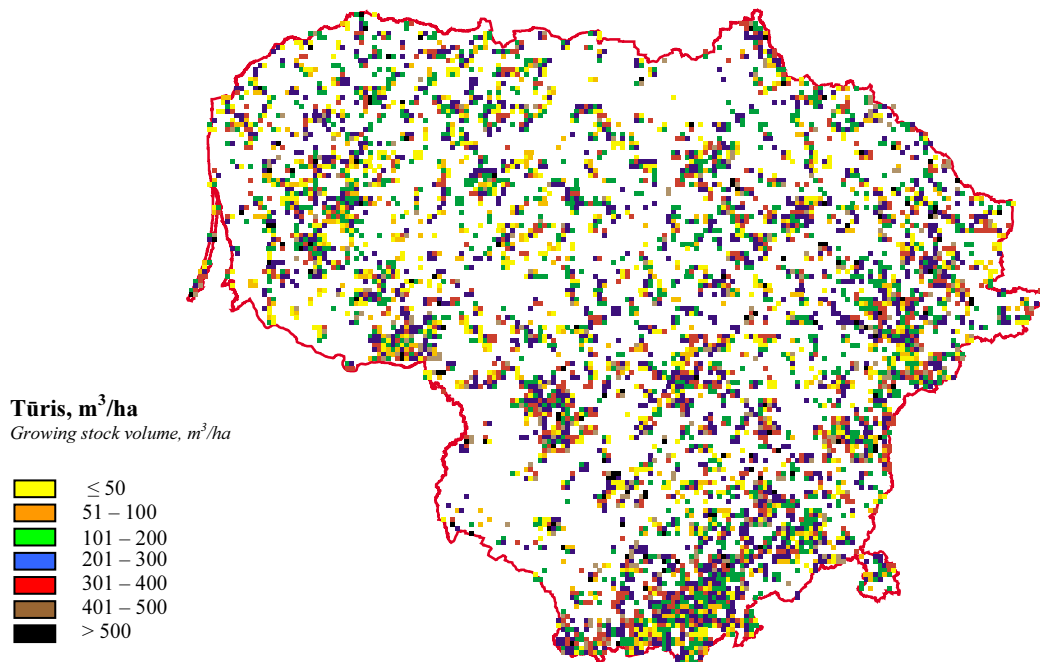 Tūris, m³/ha
Growing stock volume, m³/ha
≤ 50
51 – 100
101 – 200
201 – 300
301 – 400
401 – 500
> 500